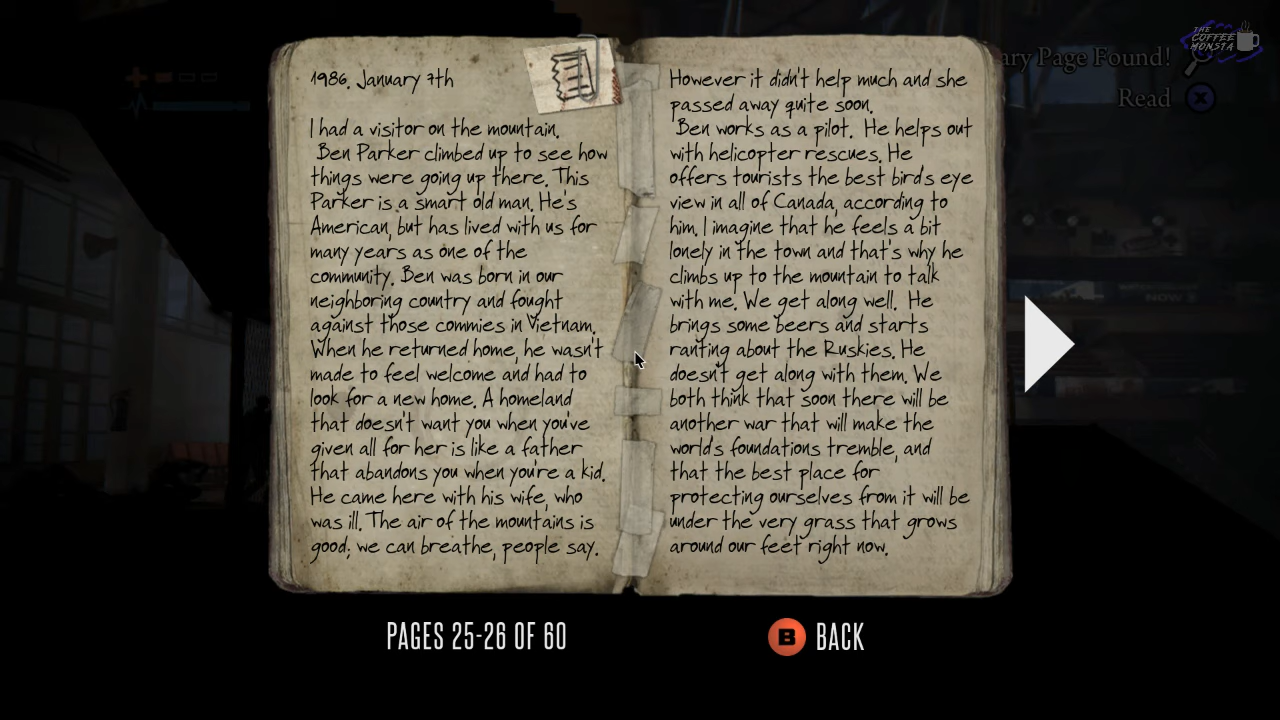 1986. January 7th
I had a visitor on the mountain.
Ben Parker climbed up to see how
things were going up there. This
Parker is a smart old man. He's
American, but has lived with us for
many years as one of the
community. Ben was born in our
neighboring country and fought
against those commies in Vietnam.
When he returned home, he wasn't
made to feel welcome and had to
look for a new home. A homeland
that doesn't want you when you've
given all for her is like a father
that abandons you when you're a kid.
He came here with his wife, who
was ill. The air of the mountains is
good; we can breathe, people say.
However it didn't help much and she
passed away quite soon.
Ben works as a pilot. He helps out
with helicopter rescues. He
offers tourists the best bird's eye
view in all of Canada, according to
him. I imagine that he feels a bit
lonely in the town and that's why he
climbs up to the mountain to talk
with me. We get along well. He
brings some beers and starts
ranting about the Ruskies. He
doesn't get along with them. We
both think that soon there will be
another war that will make the
world's foundations tremble, and
that the best place for
protecting ourselves from it will be
under the very grass that grows
around our feet right now.
ary Page Found!
Read X
THE
COFFEE
MONSTA
PAGES 25-26 OF 60
B BACK